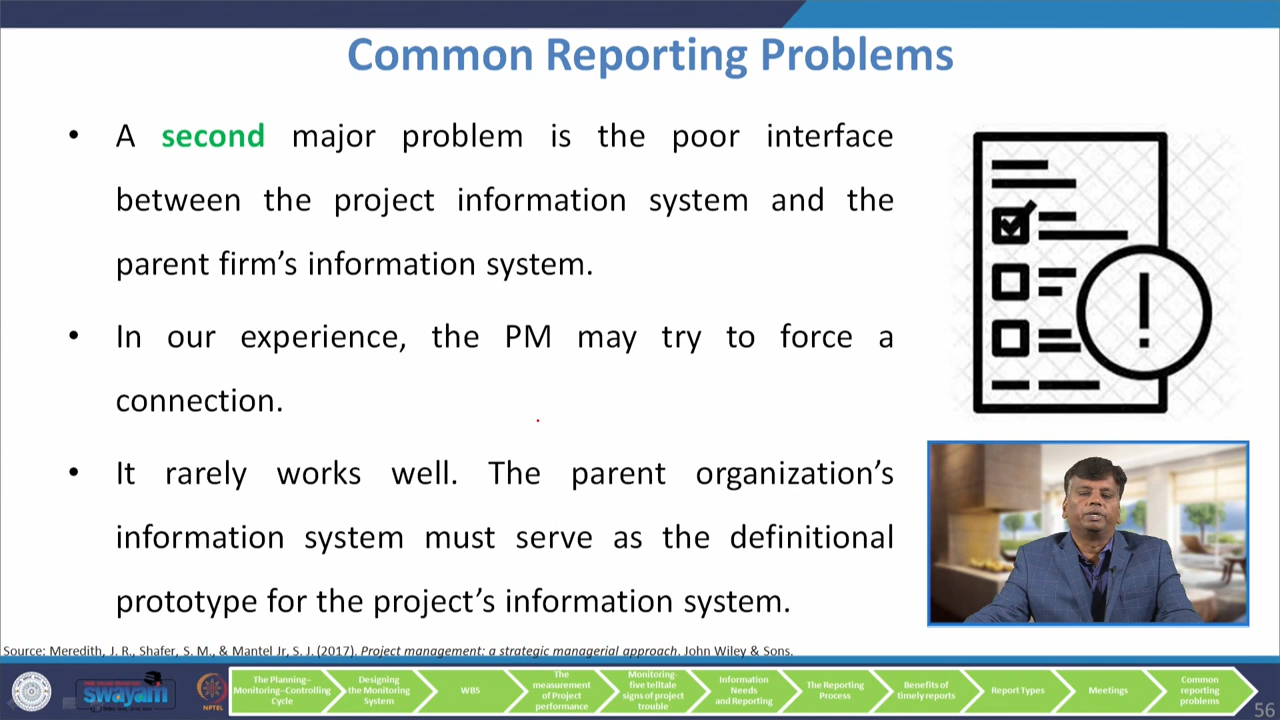 Common Reporting Problems
• A second major problem is the poor interface
between the project information system and the
parent firm’s information system.
• In our experience, the PM may try to force a
connection.
• It rarely works well. The parent organization’s
information system must serve as the definitional
prototype for the project’s information system.
Source: Meredith, J. R., Shafer, S. M., & Mantel Jr, S. J. (2017). Project management: a strategic managerial approach. John Wiley & Sons.
swayam
NPTEL
The Planning–
Monitoring–Controlling
Cycle
Designing
the Monitoring
System
WBS
The
measurement
of Project
performance
Monitoring-
five telltale
signs of project
trouble
Information
Needs
and Reporting
The Reporting
Process
Benefits of
timely reports
Report Types
Meetings
Common
reporting
problems
56